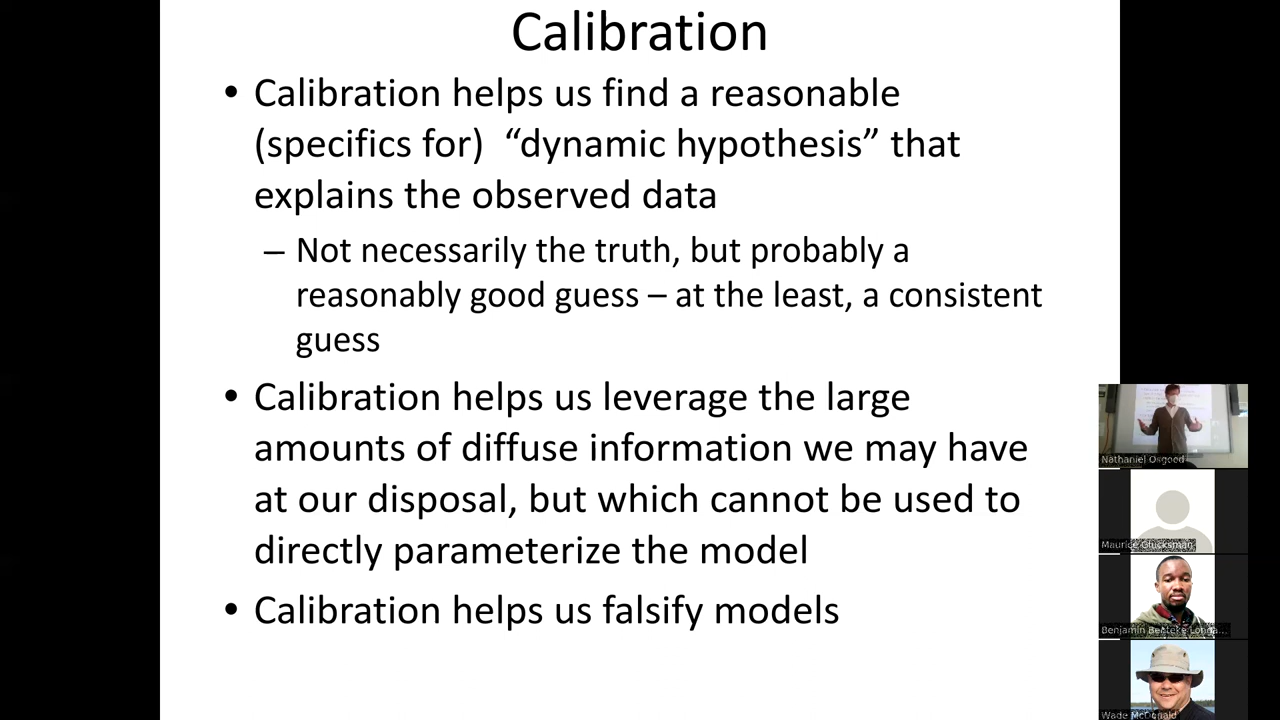 Calibration
• Calibration helps us find a reasonable
(specifics for) “dynamic hypothesis” that
explains the observed data
– Not necessarily the truth, but probably a
reasonably good guess – at the least, a consistent
guess
• Calibration helps us leverage the large
amounts of diffuse information we may have
at our disposal, but which cannot be used to
directly parameterize the model
• Calibration helps us falsify models
Nathaniel Osgood
Maurice Glucksman
Benjamin
Wade McDonald